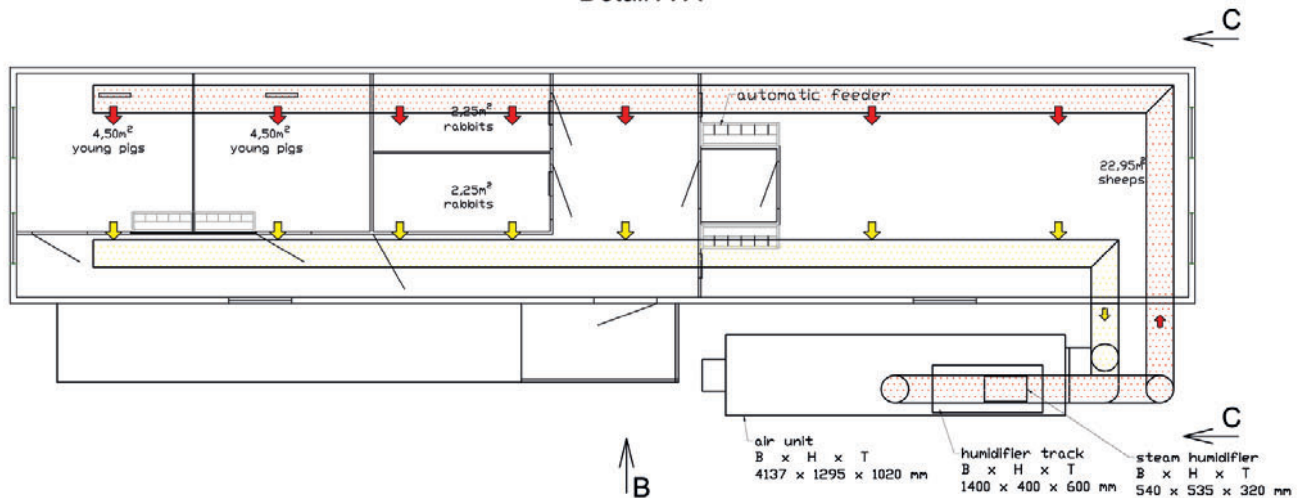 C
automatic feeder
4,50m²
young pigs
4,50m²
young pigs
2,25m²
rabbits
2,25m²
rabbits
22,95m²
sheeps
air unit
B x H x T
4137 x 1295 x 1020 mm
humidifier track
B x H x T
1400 x 400 x 600 mm
C
steam humidifier
B x H x T
540 x 535 x 320 mm
B